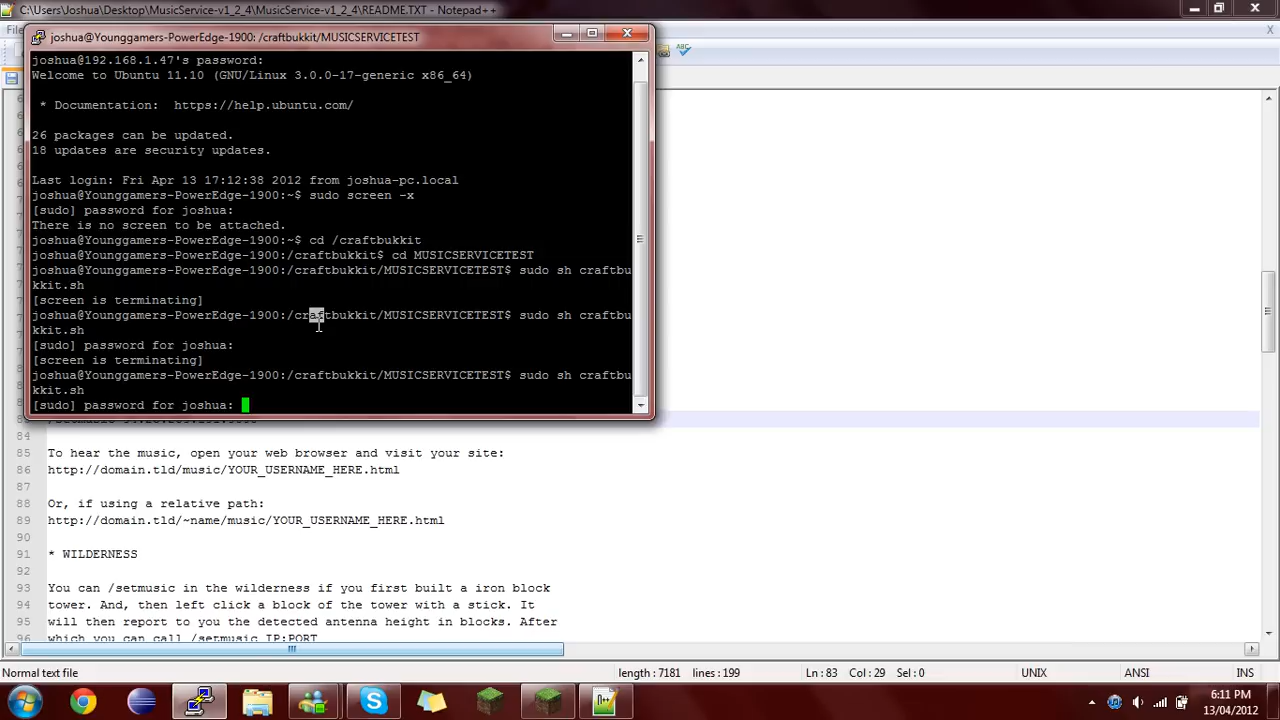 C:\Users\Joshua\Desktop\MusicService-v1_2_4\MusicService-v1_2_4\README.TXT - Notepad++
joshua@Younggamers-PowerEdge-1900: /craftbukkit/MUSICSERVICETEST
joshua@192.168.1.47's password:
Welcome to Ubuntu 11.10 (GNU/Linux 3.0.0-17-generic x86_64)
* Documentation:  https://help.ubuntu.com/
26 packages can be updated.
18 updates are security updates.
Last login: Fri Apr 13 17:12:38 2012 from joshua-pc.local
joshua@Younggamers-PowerEdge-1900:~$ sudo screen -x
[sudo] password for joshua:
There is no screen to be attached.
joshua@Younggamers-PowerEdge-1900:~$ cd /craftbukkit
joshua@Younggamers-PowerEdge-1900:/craftbukkit$ cd MUSICSERVICETEST
joshua@Younggamers-PowerEdge-1900:/craftbukkit/MUSICSERVICETEST$ sudo sh craftbu
kkit.sh
[screen is terminating]
joshua@Younggamers-PowerEdge-1900:/craftbukkit/MUSICSERVICETEST$ sudo sh craftbu
kkit.sh
[sudo] password for joshua:
[screen is terminating]
joshua@Younggamers-PowerEdge-1900:/craftbukkit/MUSICSERVICETEST$ sudo sh craftbu
kkit.sh
[sudo] password for joshua:
84
85 To hear the music, open your web browser and visit your site:
86 http://domain.tld/music/YOUR_USERNAME_HERE.html
87
88 Or, if using a relative path:
89 http://domain.tld/~name/music/YOUR_USERNAME_HERE.html
90
91 * WILDERNESS
92
93 You can /setmusic in the wilderness if you first built a iron block
94 tower. And, then left click a block of the tower with a stick. It
95 will then report to you the detected antenna height in blocks. After
96 which you can call /setmusic IP:PORT
Normal text file
length : 7181 lines : 199
Ln : 83 Col : 29 Sel : 0
UNIX
ANSI
INS
6:11 PM
13/04/2012